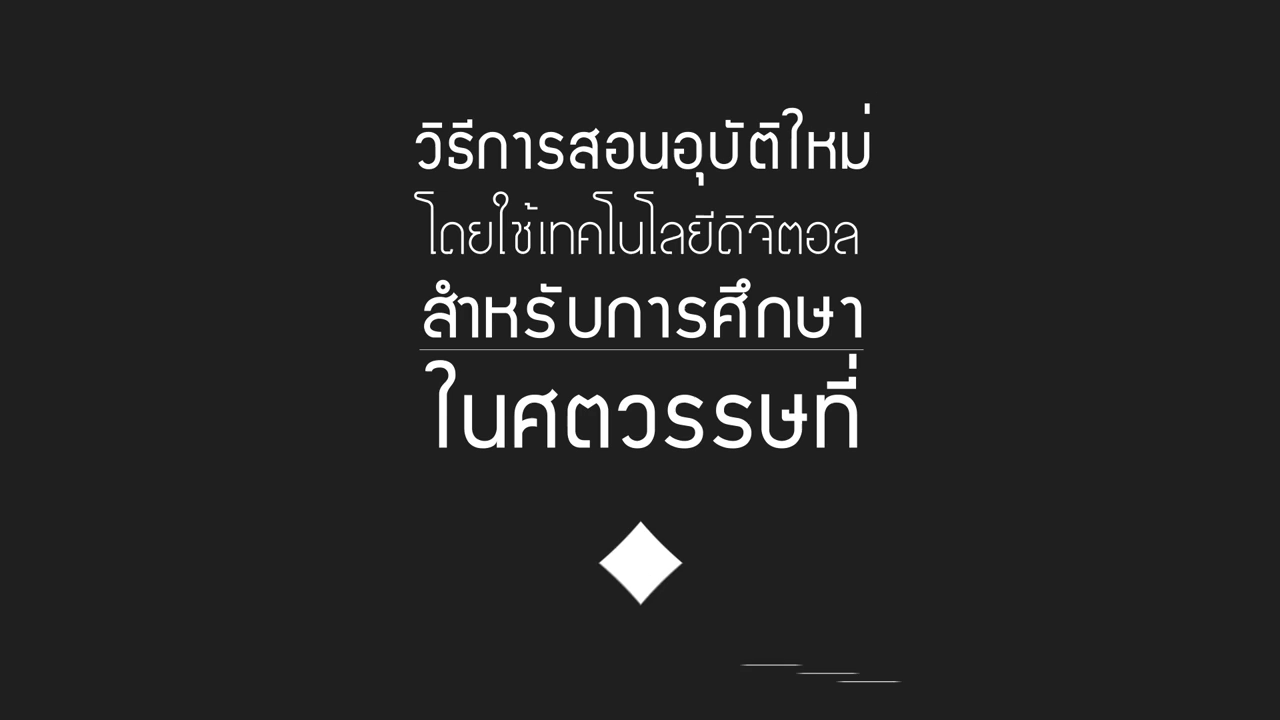 วิธีการสอนอุบัติใหม่
โดยใช้เทคโนโลยีดิจิตอล
สำหรับการศึกษา
ในศตวรรษที่